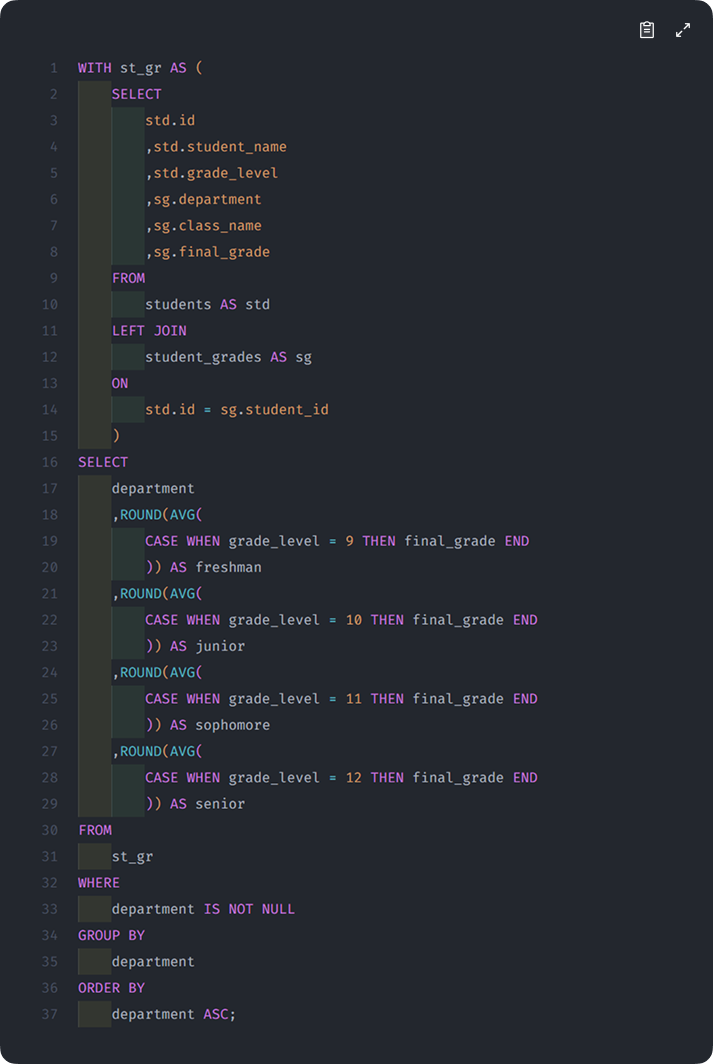 1 WITH st_gr AS (
2 SELECT
3 std.id
4 ,std.student_name
5 ,std.grade_level
6 ,sg.department
7 ,sg.class_name
8 ,sg.final_grade
9 FROM
10 students AS std
11 LEFT JOIN
12 student_grades AS sg
13 ON
14 std.id = sg.student_id
15 )
16 SELECT
17 department
18 ,ROUND(AVG(
19 CASE WHEN grade_level = 9 THEN final_grade END
20 )) AS freshman
21 ,ROUND(AVG(
22 CASE WHEN grade_level = 10 THEN final_grade END
23 )) AS junior
24 ,ROUND(AVG(
25 CASE WHEN grade_level = 11 THEN final_grade END
26 )) AS sophomore
27 ,ROUND(AVG(
28 CASE WHEN grade_level = 12 THEN final_grade END
29 )) AS senior
30 FROM
31 st_gr
32 WHERE
33 department IS NOT NULL
34 GROUP BY
35 department
36 ORDER BY
37 department ASC;